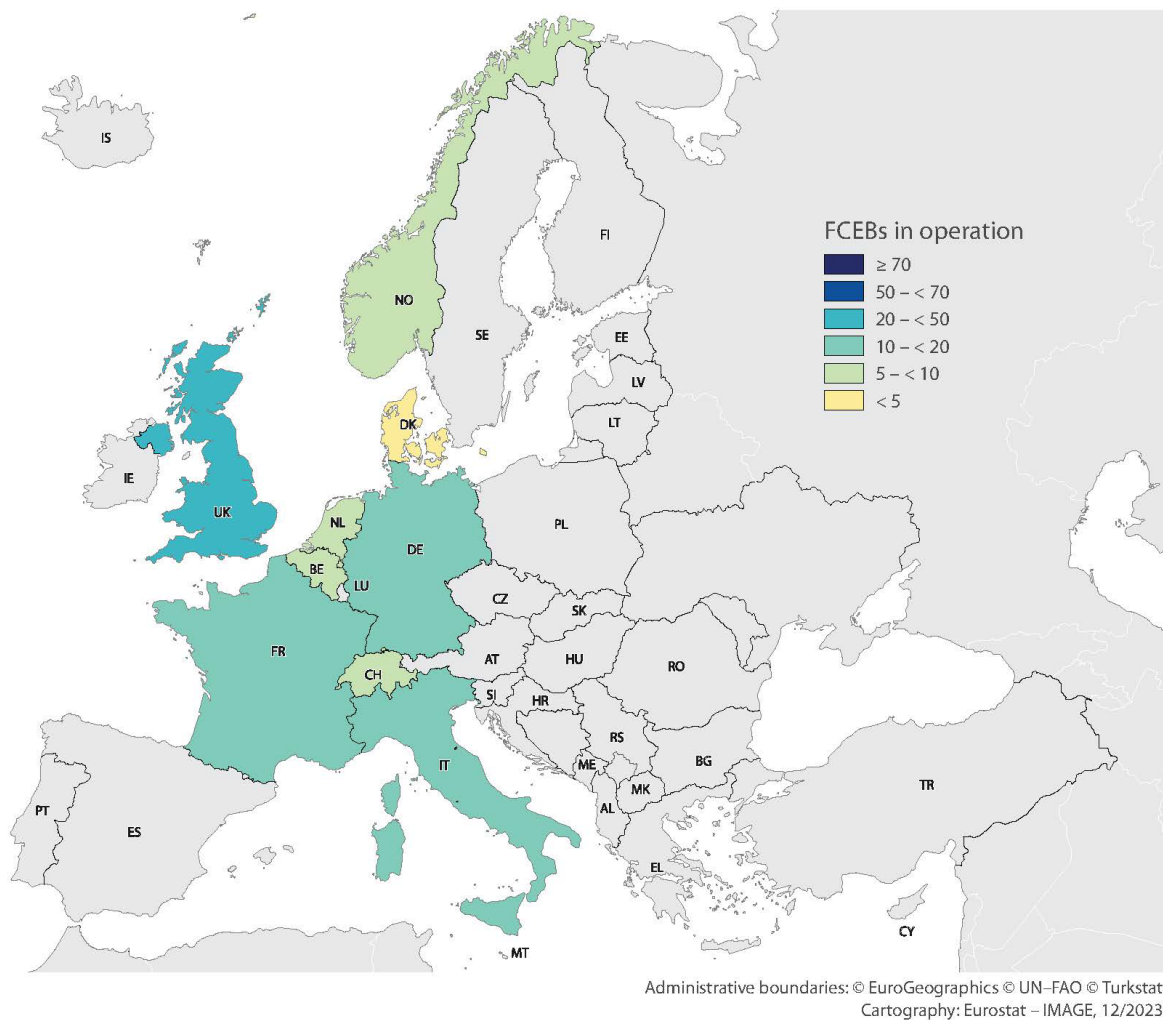 IS
FI
NO
SE
EE
LV
LT
DK
IE
UK
NL
BE
LU
DE
PL
CZ
SK
FR
CH
AT
HU
RO
SI
HR
RS
IT
ME
BG
MK
AL
TR
PT
ES
EL
CY
MT
FCEBs in operation
≥ 70
50 – < 70
20 – < 50
10 – < 20
5 – < 10
< 5
Administrative boundaries: © EuroGeographics © UN–FAO © Turkstat
Cartography: Eurostat – IMAGE, 12/2023